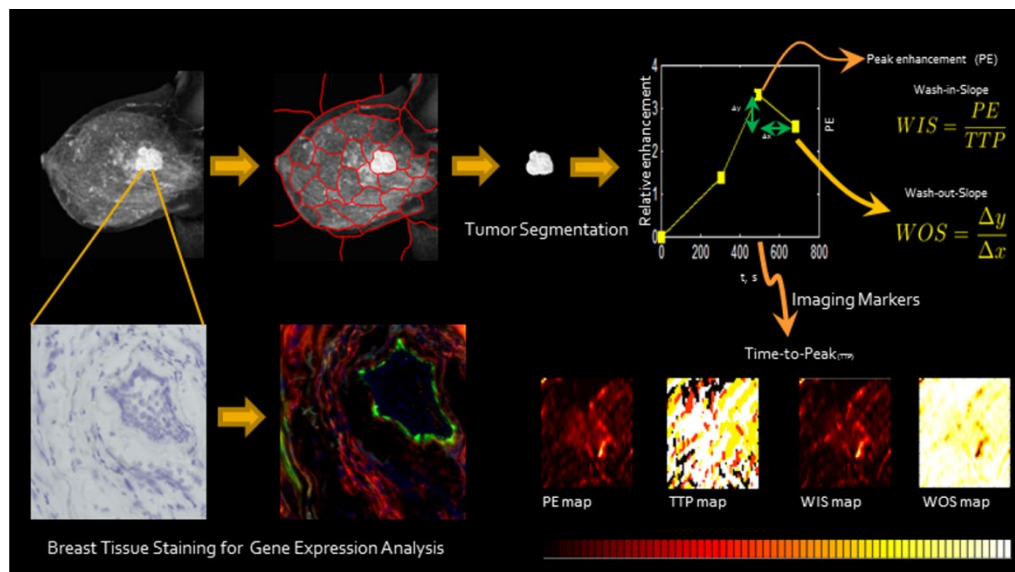 Peak enhancement (PE)
Wash-in-Slope
WIS = PE / TTP
Wash-out-Slope
WOS = Δy / Δx
Relative enhancement
4
3
2
1
0
Δy
Δx
PE
0 200 400 600 800
t, s
Tumor Segmentation
Imaging Markers
Time-to-Peak(TTP)
PE map TTP map WIS map WOS map
Breast Tissue Staining for Gene Expression Analysis